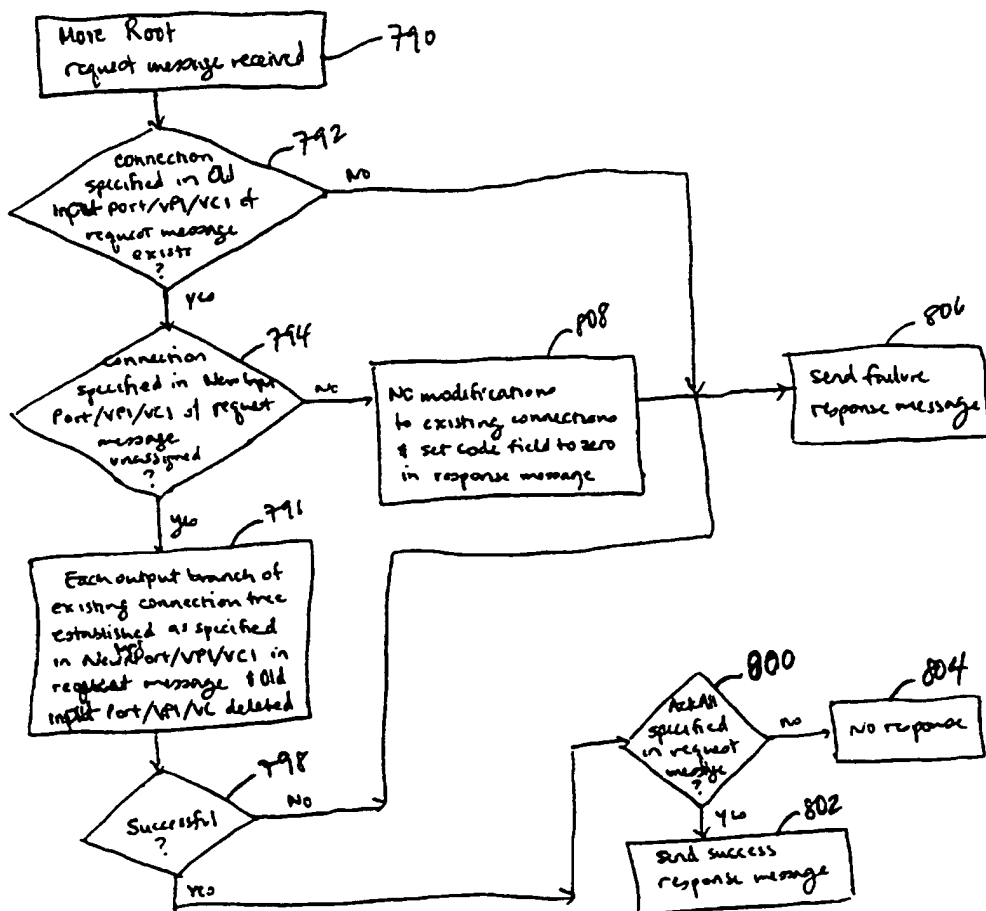 More Root
request message received
790
792
connection
specified in Old
Input Port/VPI/VCI of
request message
exists
?
No
yes
794
connection
specified in New Input
Port/VPI/VCI of request
message
unassigned
?
No
yes
808
No modifications
to existing connections
& set code field to zero
in response message
806
Send failure
response message
796
Each output branch of
existing connection tree
established as specified
in New Input Port/VPI/VCI in
request message & Old
Input Port/VPI/VC deleted
798
Successful
?
No
Yes
800
specified
in request
message
?
no
yes
804
No response
802
Send success
response message